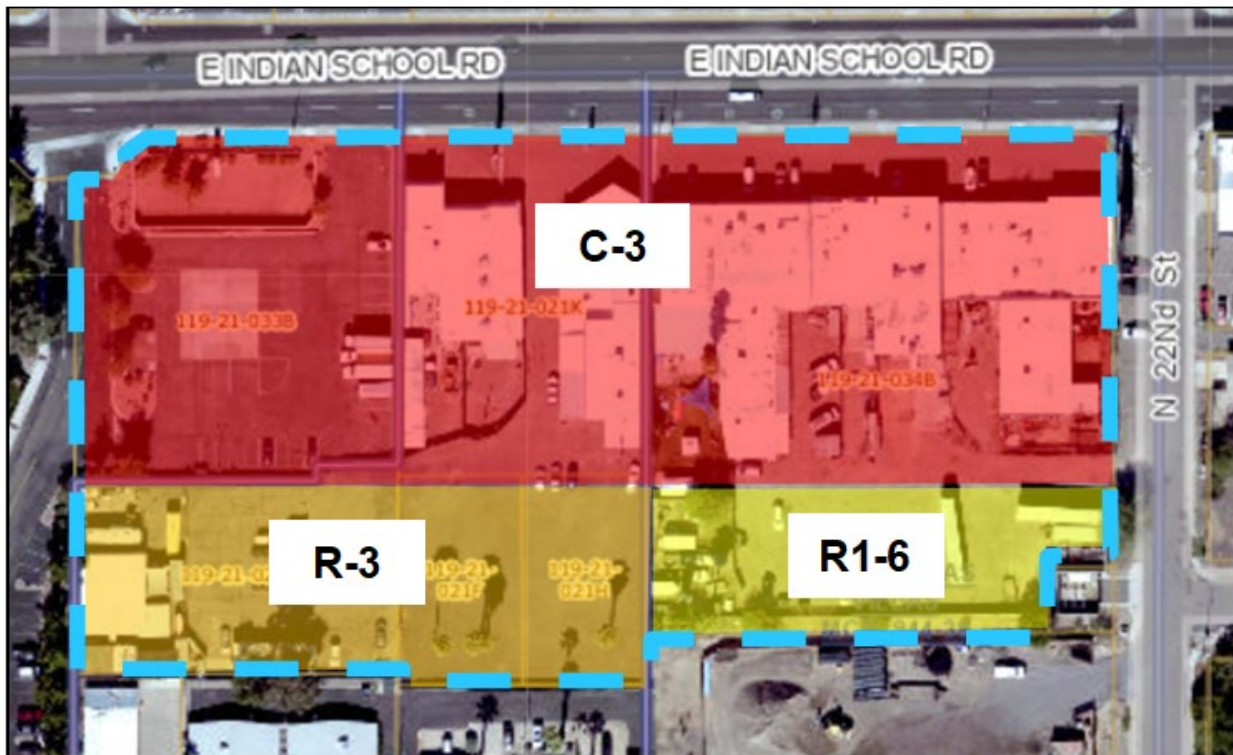 E INDIAN SCHOOL RD
E INDIAN SCHOOL RD
C-3
N 22Nd St
119-21-033B
119-21-021K
119-21-034B
R-3
R1-6
119-21-
021F
119-21-
021H